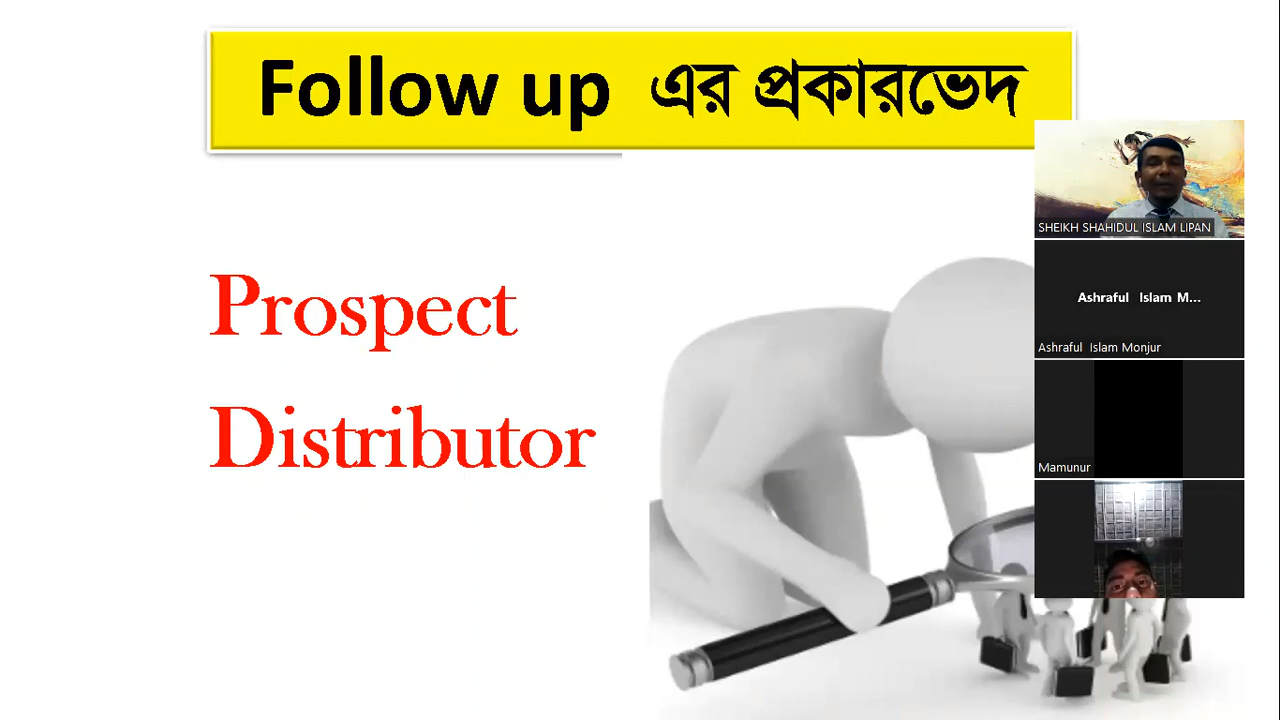 Follow up এর প্রকারভেদ
Prospect
Distributor
SHEIKH SHAHIDUL ISLAM LIPAN
Ashraful Islam M...
Ashraful Islam Monjur
Mamunur